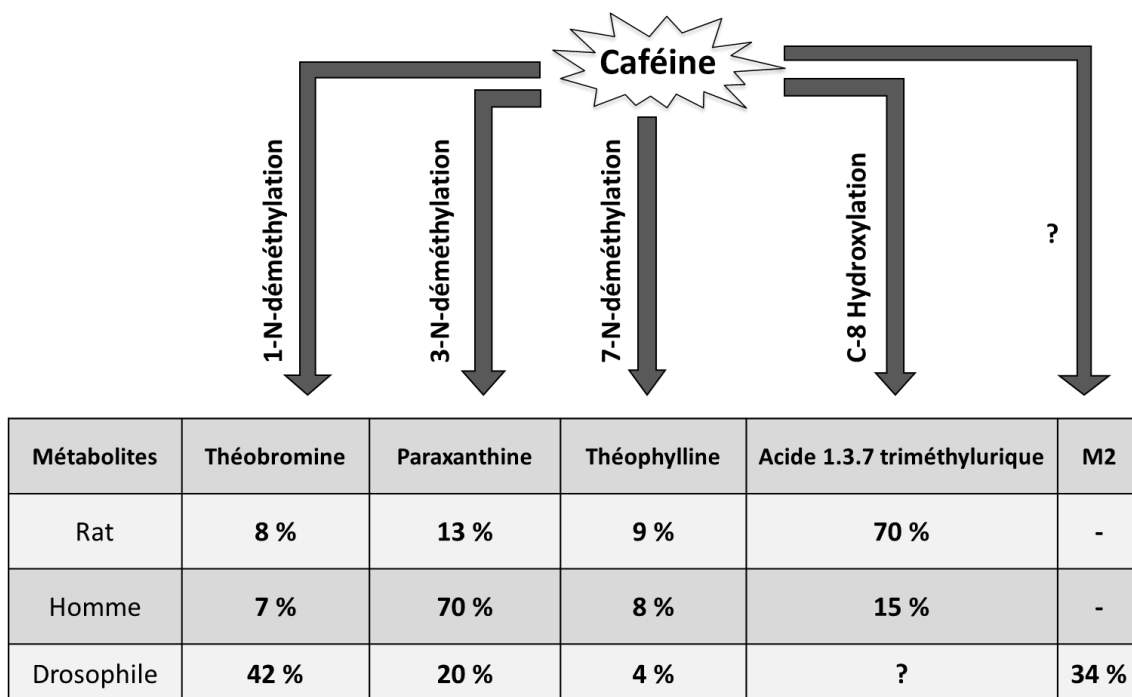 Caféine
1-N-déméthylation
3-N-déméthylation
7-N-déméthylation
C-8 Hydroxylation
?
Métabolites Théobromine Paraxanthine Théophylline Acide 1.3.7 triméthylurique M2
Rat 8 % 13 % 9 % 70 % -
Homme 7 % 70 % 8 % 15 % -
Drosophile 42 % 20 % 4 % ? 34 %